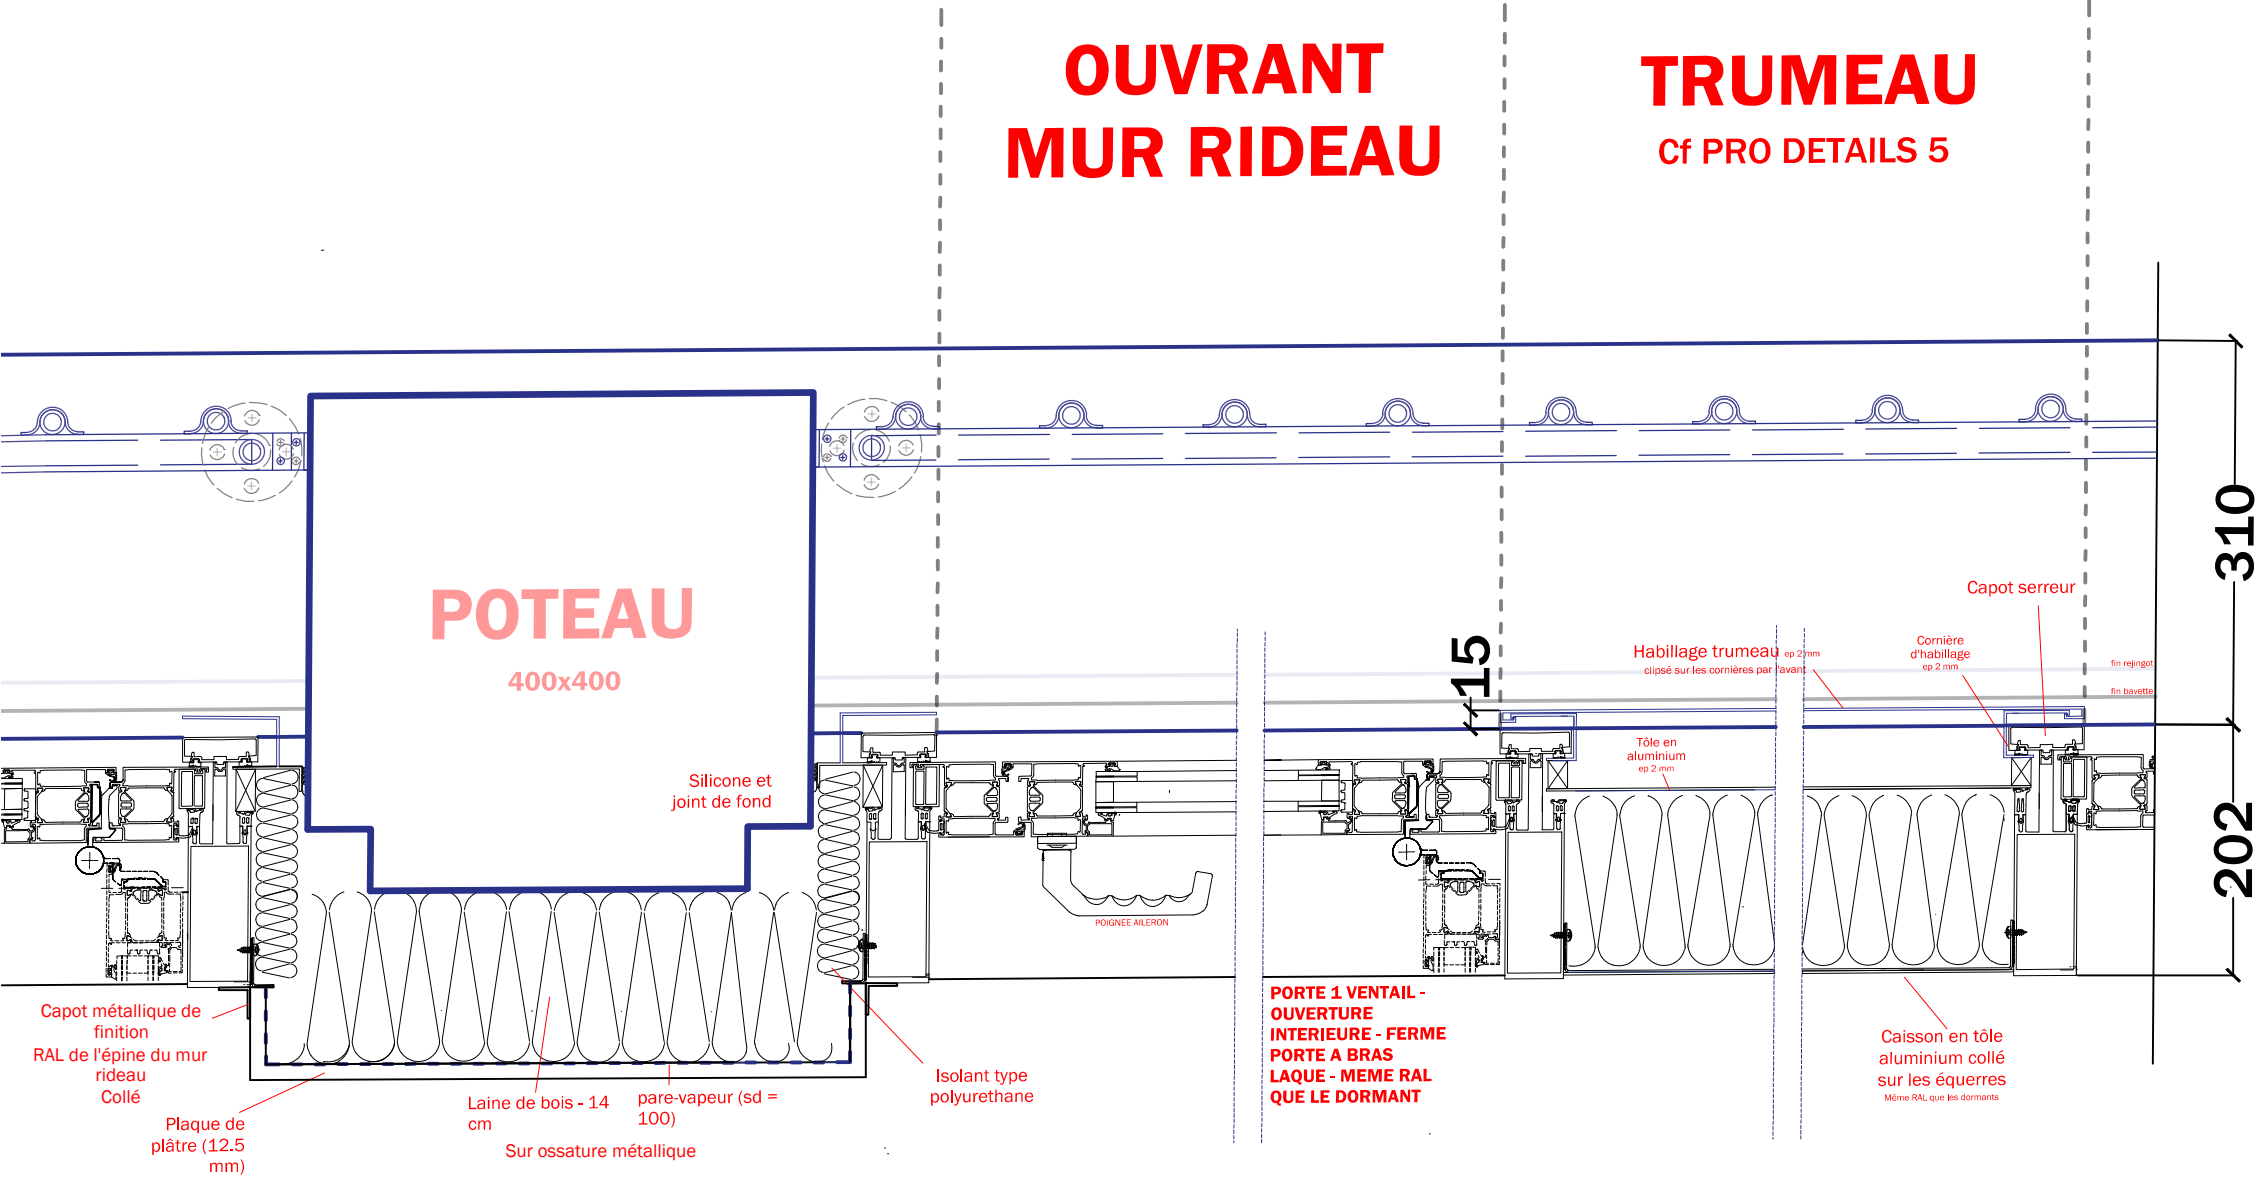 OUVRANT
MUR RIDEAU
TRUMEAU
Cf PRO DETAILS 5
POTEAU
400x400
Silicone et
joint de fond
15
310
202
Capot serreur
Habillage trumeau ep 2 mm
clipsé sur les cornières par l'avant
Cornière
d'habillage
ep 2 mm
fin rejingot
fin bavette
Tôle en
aluminium
ep 2 mm
POIGNEE AILERON
Capot métallique de
finition
RAL de l'épine du mur
rideau
Collé
Plaque de
plâtre (12.5
mm)
Laine de bois - 14
cm
pare-vapeur (sd =
100)
Sur ossature métallique
Isolant type
polyurethane
PORTE 1 VENTAIL -
OUVERTURE
INTERIEURE - FERME
PORTE A BRAS
LAQUE - MEME RAL
QUE LE DORMANT
Caisson en tôle
aluminium collé
sur les équerres
Même RAL que les dormants